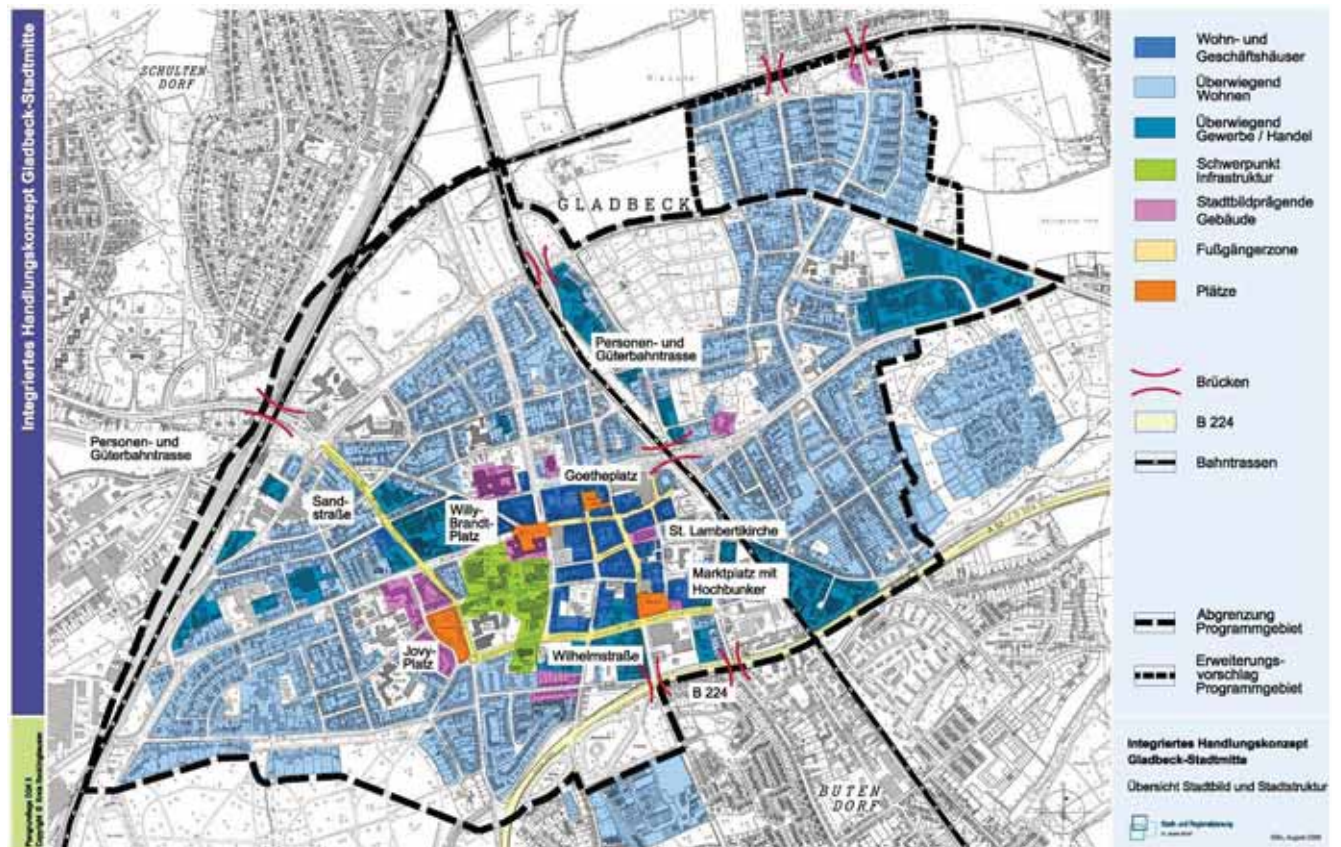 Integriertes Handlungskonzept Gladbeck-Stadtmitte
SCHULTEN
DORF
GLADBECK
Personen- und
Güterbahntrasse
Personen- und
Güterbahntrasse
Sand-
straße
Goetheplatz
Willy-
Brandt-
Platz
St. Lambertikirche
Marktplatz mit
Hochbunker
Jovy-
Platz
Wilhelmstraße
B 224
BUTEN
DORF
Wohn- und
Geschäftshäuser
Überwiegend
Wohnen
Überwiegend
Gewerbe / Handel
Schwerpunkt
Infrastruktur
Stadtbildprägende
Gebäude
Fußgängerzone
Plätze
Brücken
B 224
Bahntrassen
Abgrenzung
Programmgebiet
Erweiterungs-
vorschlag
Programmgebiet
Integriertes Handlungskonzept
Gladbeck-Stadtmitte
Übersicht Stadtbild und Stadtstruktur
Stadt- und Regionalplanung